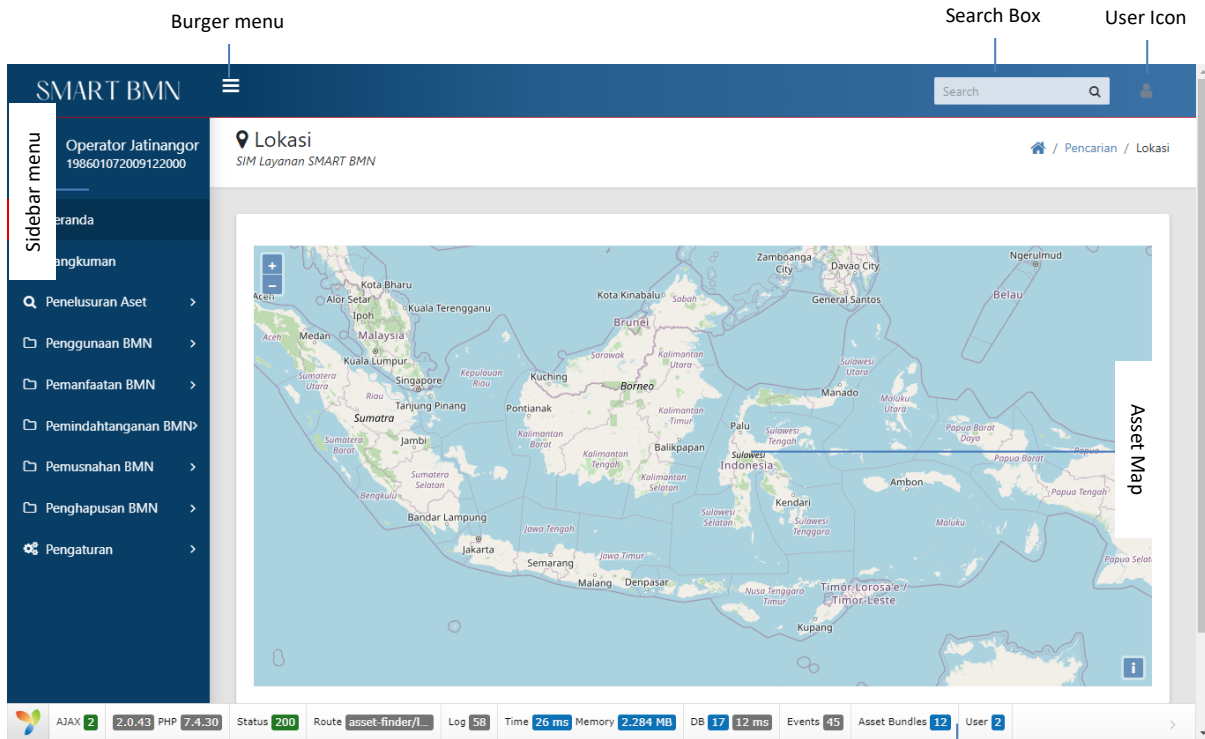 Burger menu
Search Box
User Icon
SMART BMN
Search
Sidebar menu
Operator Jatinangor
198601072009122000
eranda
angkuman
Penelusuran Aset
Penggunaan BMN
Pemanfaatan BMN
Pemindahtanganan BMN
Pemusnahan BMN
Penghapusan BMN
Pengaturan
Lokasi
SIM Layanan SMART BMN
/ Pencarian / Lokasi
+
−
Zamboanga
City
Davao City
Ngerulmud
Kota Bharu
Aceh
Alor Setar
Kuala Terengganu
Kota Kinabalu
Sabah
General Santos
Belau
Ipoh
Brunei
Aceh
Medan
Malaysia
Kuala Lumpur
Sarawak
Kalimantan
Utara
Sulawesi
Utara
Sumatera
Utara
Singapore
Kepulauan
Riau
Kuching
Borneo
Manado
Riau
Tanjung Pinang
Pontianak
Maluku
Utara
Sumatra
Kalimantan
Timur
Palu
Sulawesi
Tengah
Papua Barat
Daya
Sumatera
Barat
Jambi
Kalimantan
Barat
Balikpapan
Kalimantan
Tengah
Sulawesi
Indonesia
Papua Barat
Papua
Asset Map
Sumatera
Selatan
Kalimantan
Selatan
Ambon
Papua Tengah
Bengkulu
Kendari
Bandar Lampung
Sulawesi
Selatan
Sulawesi
Tenggara
Maluku
Jawa Tengah
Jakarta
Jawa Timur
Semarang
Papua Selat
Malang
Denpasar
Nusa Tenggara
Timur
Timór Lorosa'e /
Timor-Leste
Kupang
i
AJAX 2 2.0.43 PHP 7.4.30 Status 200 Route asset-finder/l... Log 58 Time 26 ms Memory 2.284 MB DB 17 12 ms Events 45 Asset Bundles 12 User 2